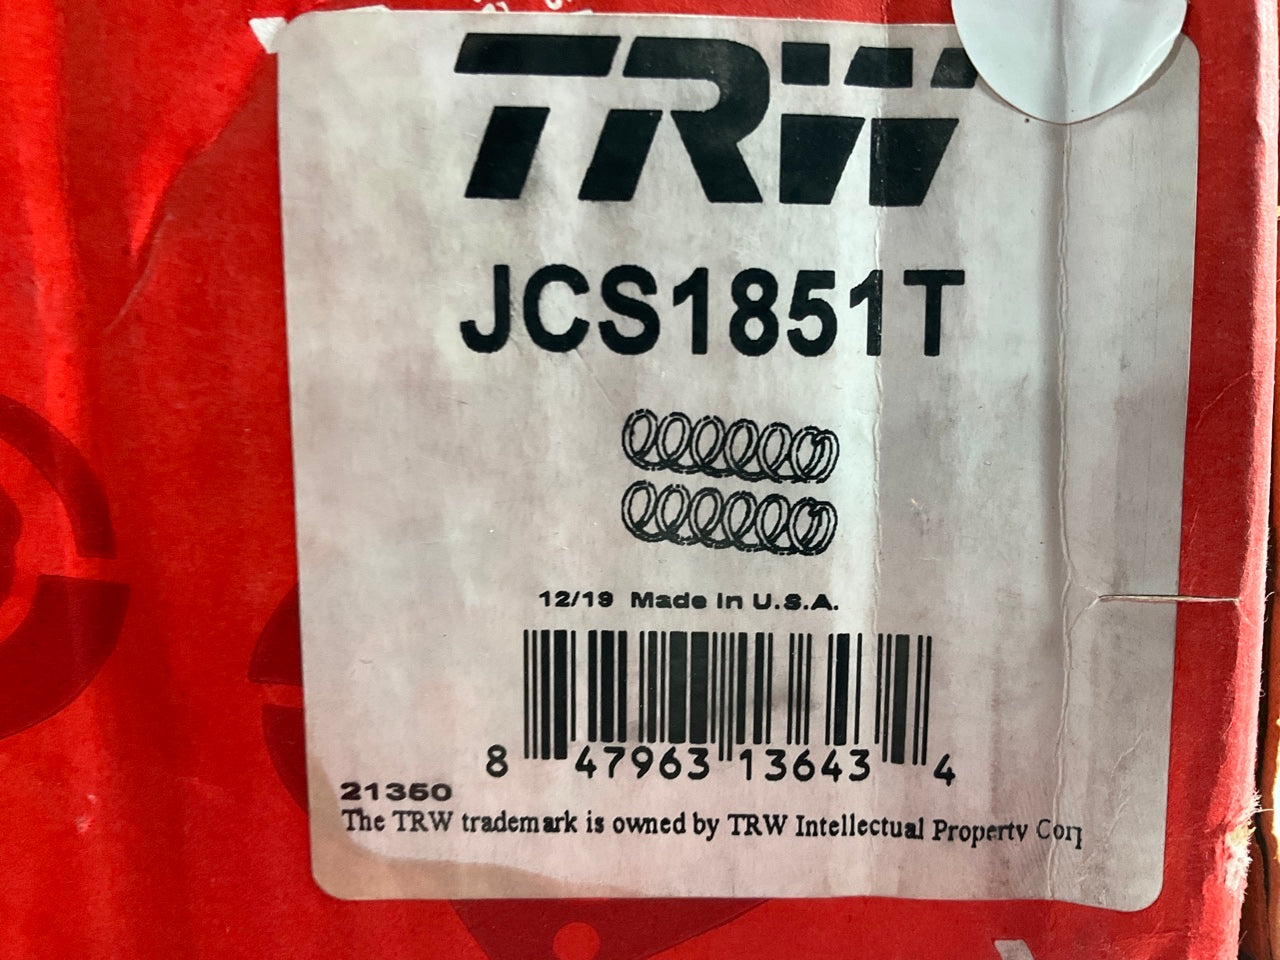 TRW
JCS1851T
12/19 Made in U.S.A.
8 47963 13643 4
21350
The TRW trademark is owned by TRW Intellectual Property